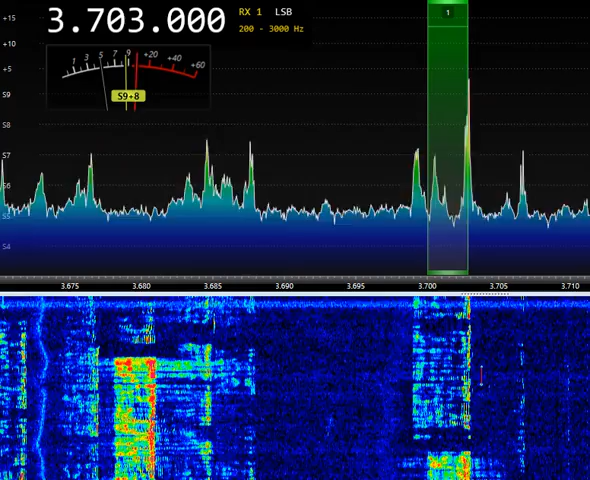 +15
3.703.000
RX 1 LSB
200 - 3000 Hz
1
+10
+5
1 3 5 7 9 +20 +40 +60
S9+8
S9
S8
S7
S6
S5
S4
3.675 3.680 3.685 3.690 3.695 3.700 3.705 3.710